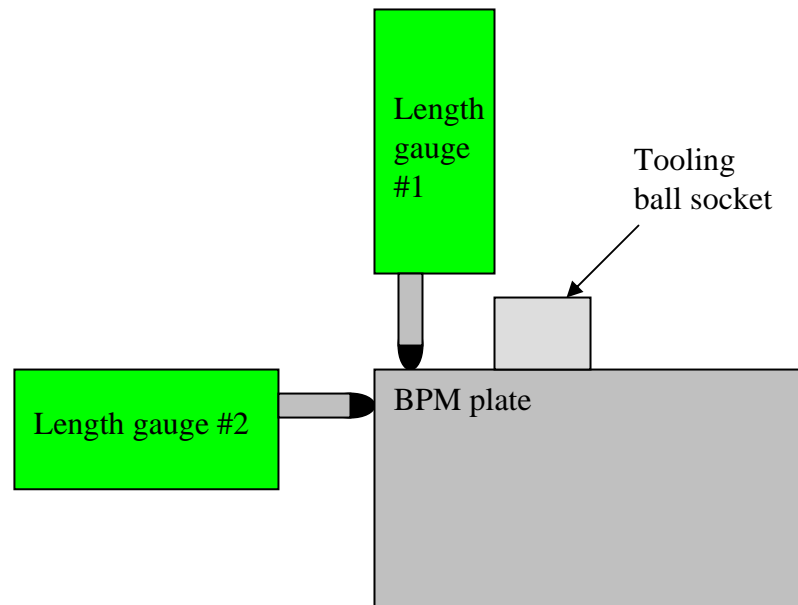 Length
gauge
#1
Tooling
ball socket
BPM plate
Length gauge #2